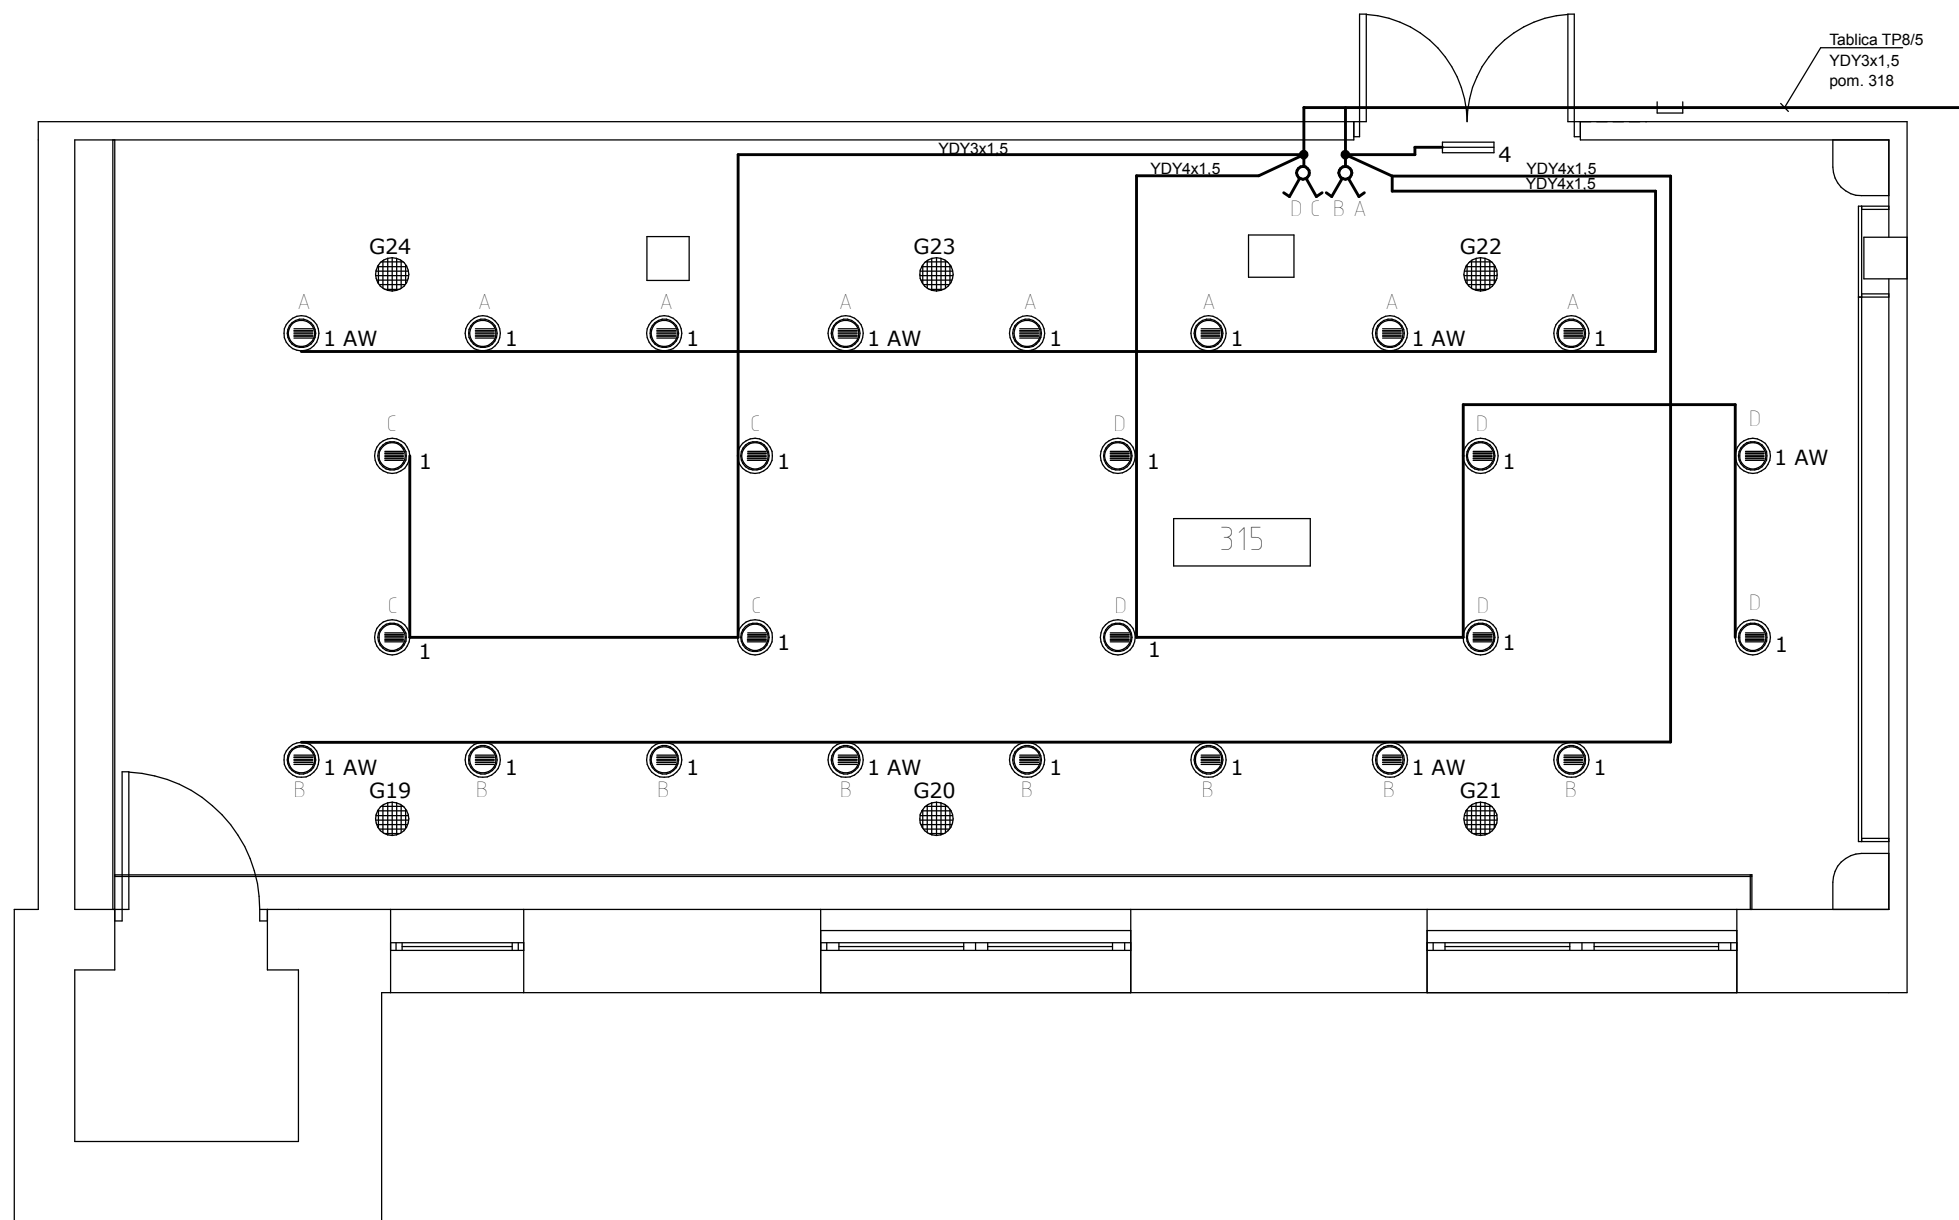 Tablica TP8/5
YDY3x1,5
pom. 318
YDY3x1,5
4
YDY4x1,5
YDY4x1,5
YDY4x1,5
D C B A
G24 G23 G22
A A A A A A A A
1 AW 1 1 1 AW 1 1 1 AW 1
C C D D D
1 1 1 1 1 AW
315
C C D D D
1 1 1 1 1
1 AW 1 1 1 AW 1 1 1 AW 1
B B B B B B B B
G19 G20 G21